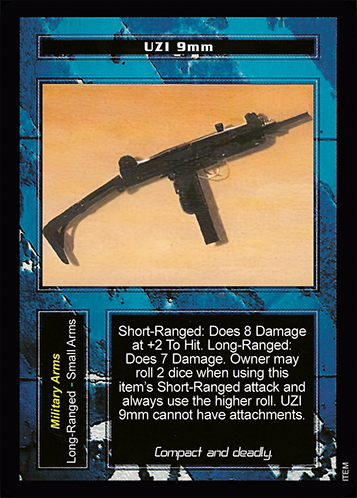 UZI 9mm
Military Arms
Long-Ranged - Small Arms
Short-Ranged: Does 8 Damage
at +2 To Hit. Long-Ranged:
Does 7 Damage. Owner may
roll 2 dice when using this
item's Short-Ranged attack and
always use the higher roll. UZI
9mm cannot have attachments.
Compact and deadly.
ITEM